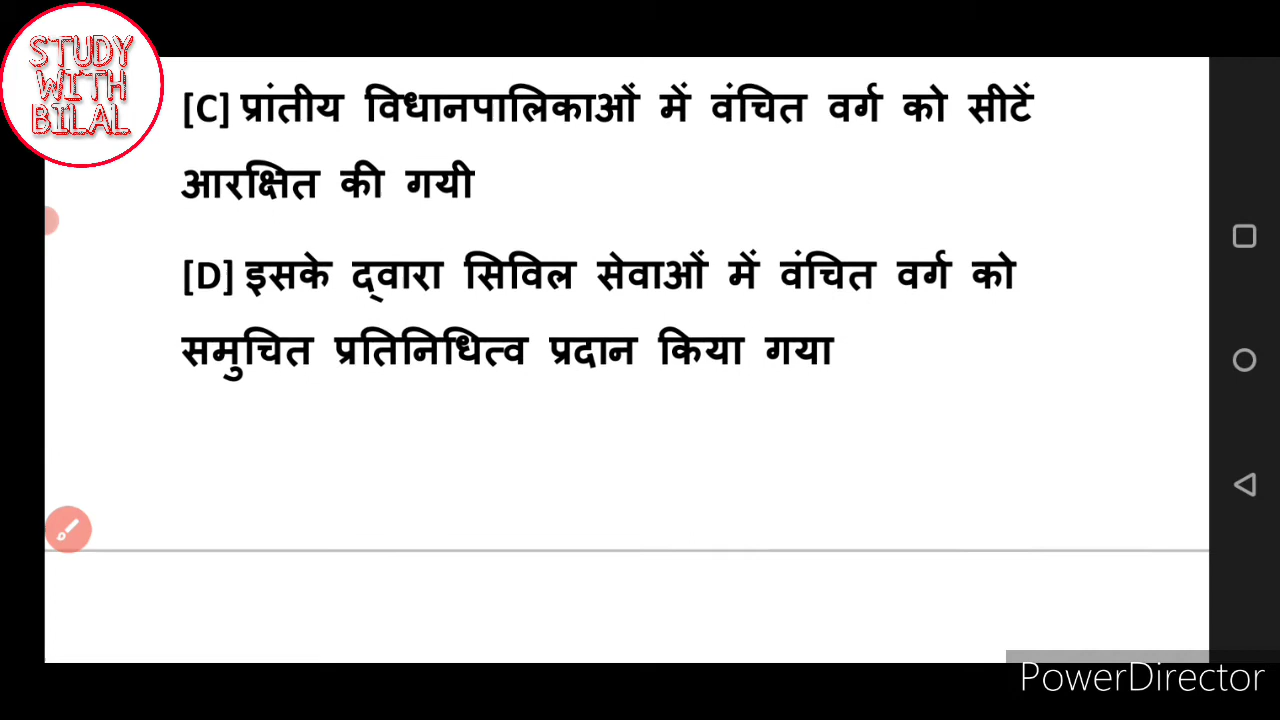 STUDY
WITH
BILAL
[C] प्रांतीय विधानपालिकाओं में वंचित वर्ग को सीटें
आरक्षित की गयी
[D] इसके द्वारा सिविल सेवाओं में वंचित वर्ग को
समुचित प्रतिनिधित्व प्रदान किया गया
PowerDirector